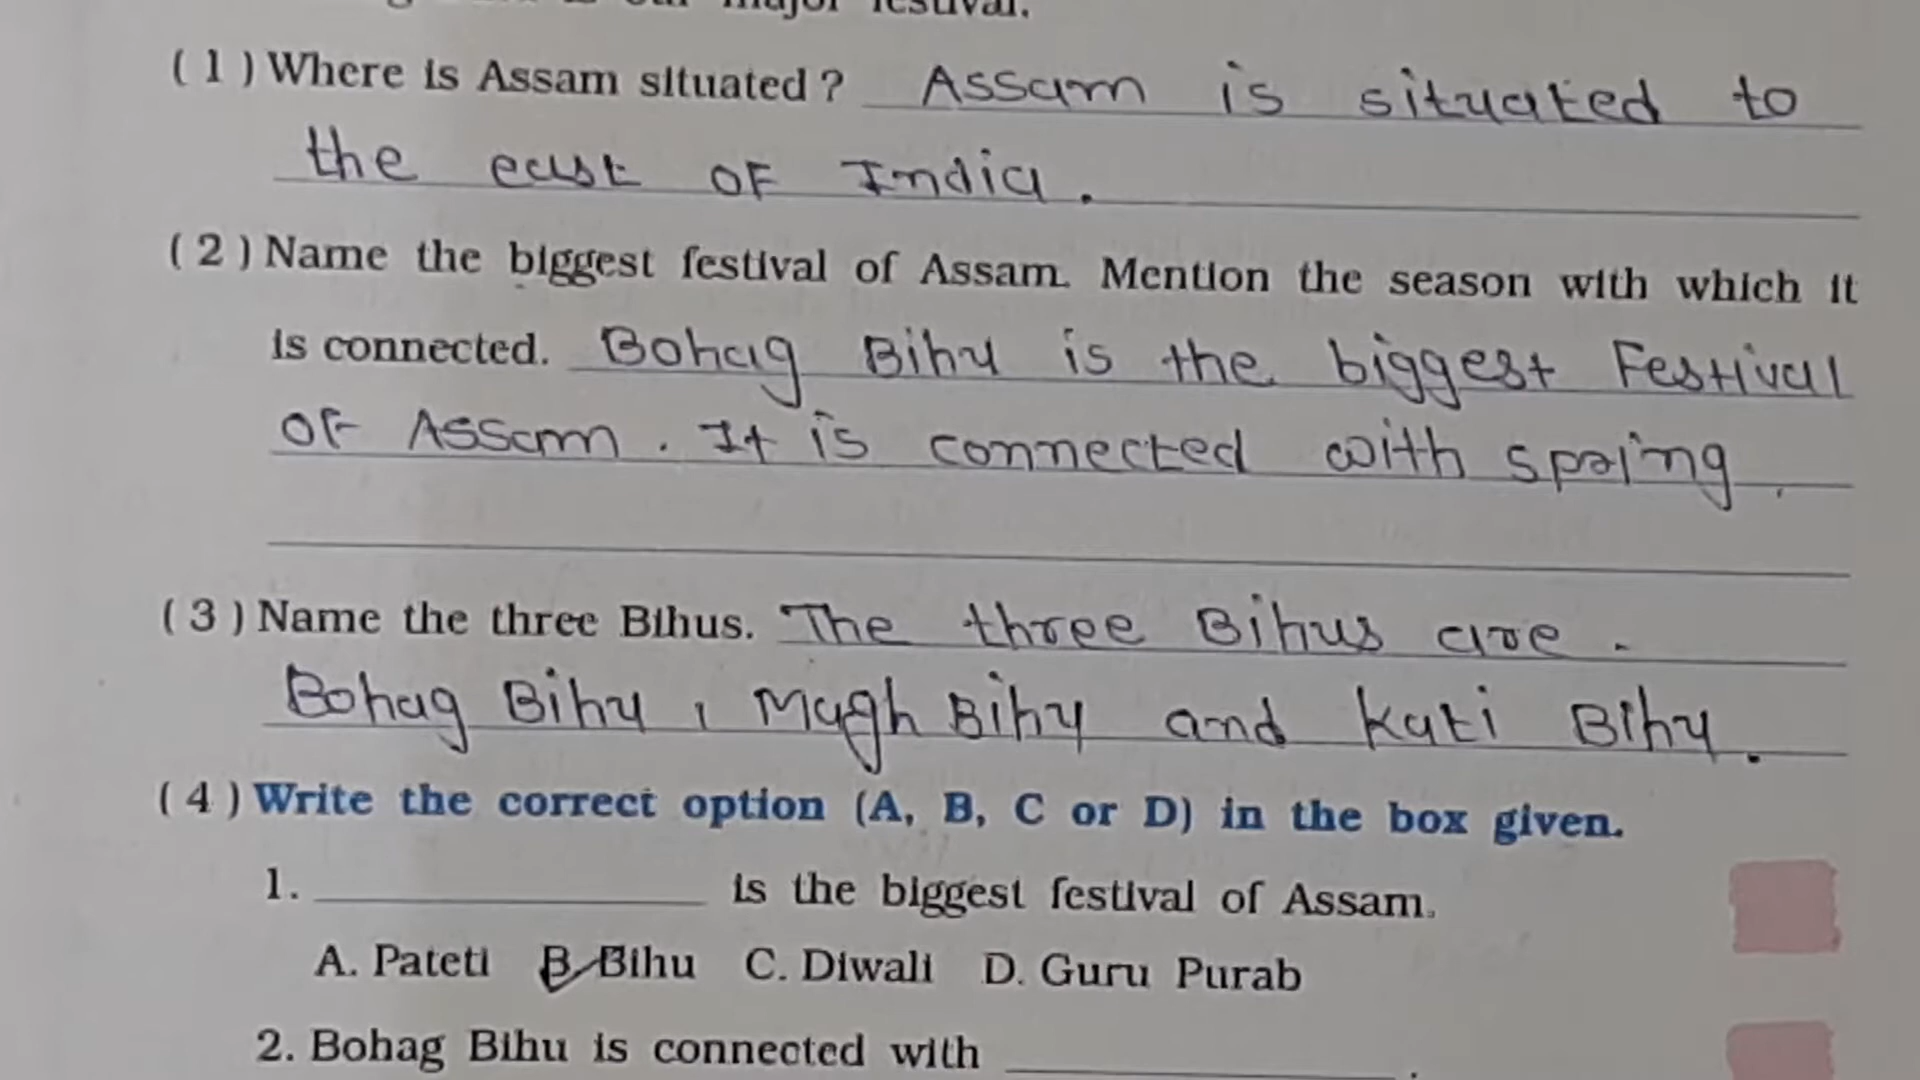 major festival.
( 1 ) Where is Assam situated ? Assam is situated to
the east of India.
( 2 ) Name the biggest festival of Assam. Mention the season with which it
is connected. Bohag Bihu is the biggest Festival
of Assam. It is connected with spring.
( 3 ) Name the three Bihus. The three Bihus are -
Bohag Bihu, Magh Bihu and Kati Bihu.
( 4 ) Write the correct option (A, B, C or D) in the box given.
1. ____________ is the biggest festival of Assam.
A. Pateti B. Bihu C. Diwali D. Guru Purab
2. Bohag Bihu is connected with ____________ .